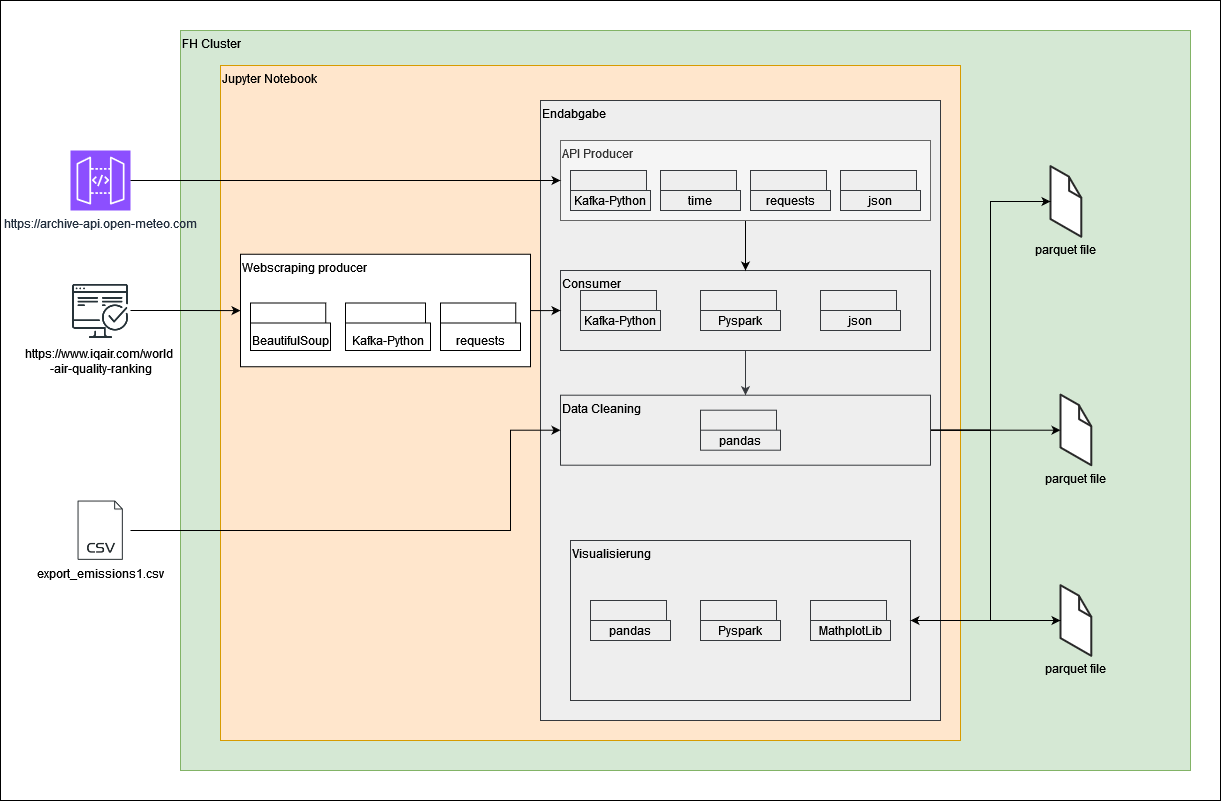 FH Cluster
Jupyter Notebook
Endabgabe
API Producer
Kafka-Python
time
requests
json
https://archive-api.open-meteo.com
Webscraping producer
BeautifulSoup
Kafka-Python
requests
Consumer
Kafka-Python
Pyspark
json
https://www.iqair.com/world
-air-quality-ranking
Data Cleaning
pandas
CSV
export_emissions1.csv
Visualisierung
pandas
Pyspark
MathplotLib
parquet file
parquet file
parquet file